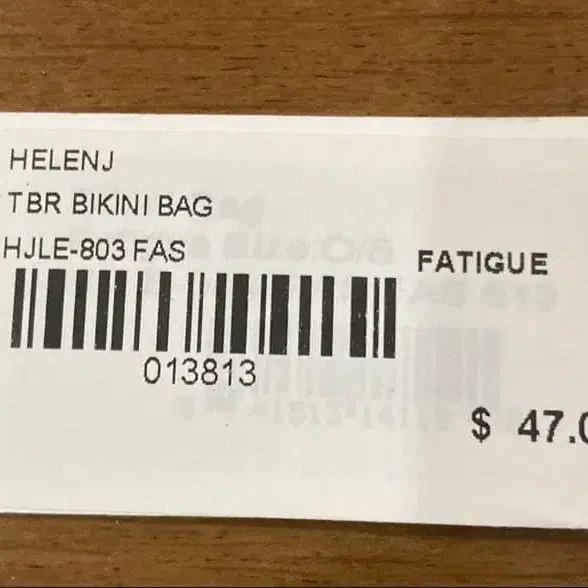 HELENJ
TBR BIKINI BAG
HJLE-803 FAS
FATIGUE
013813
$ 47.0